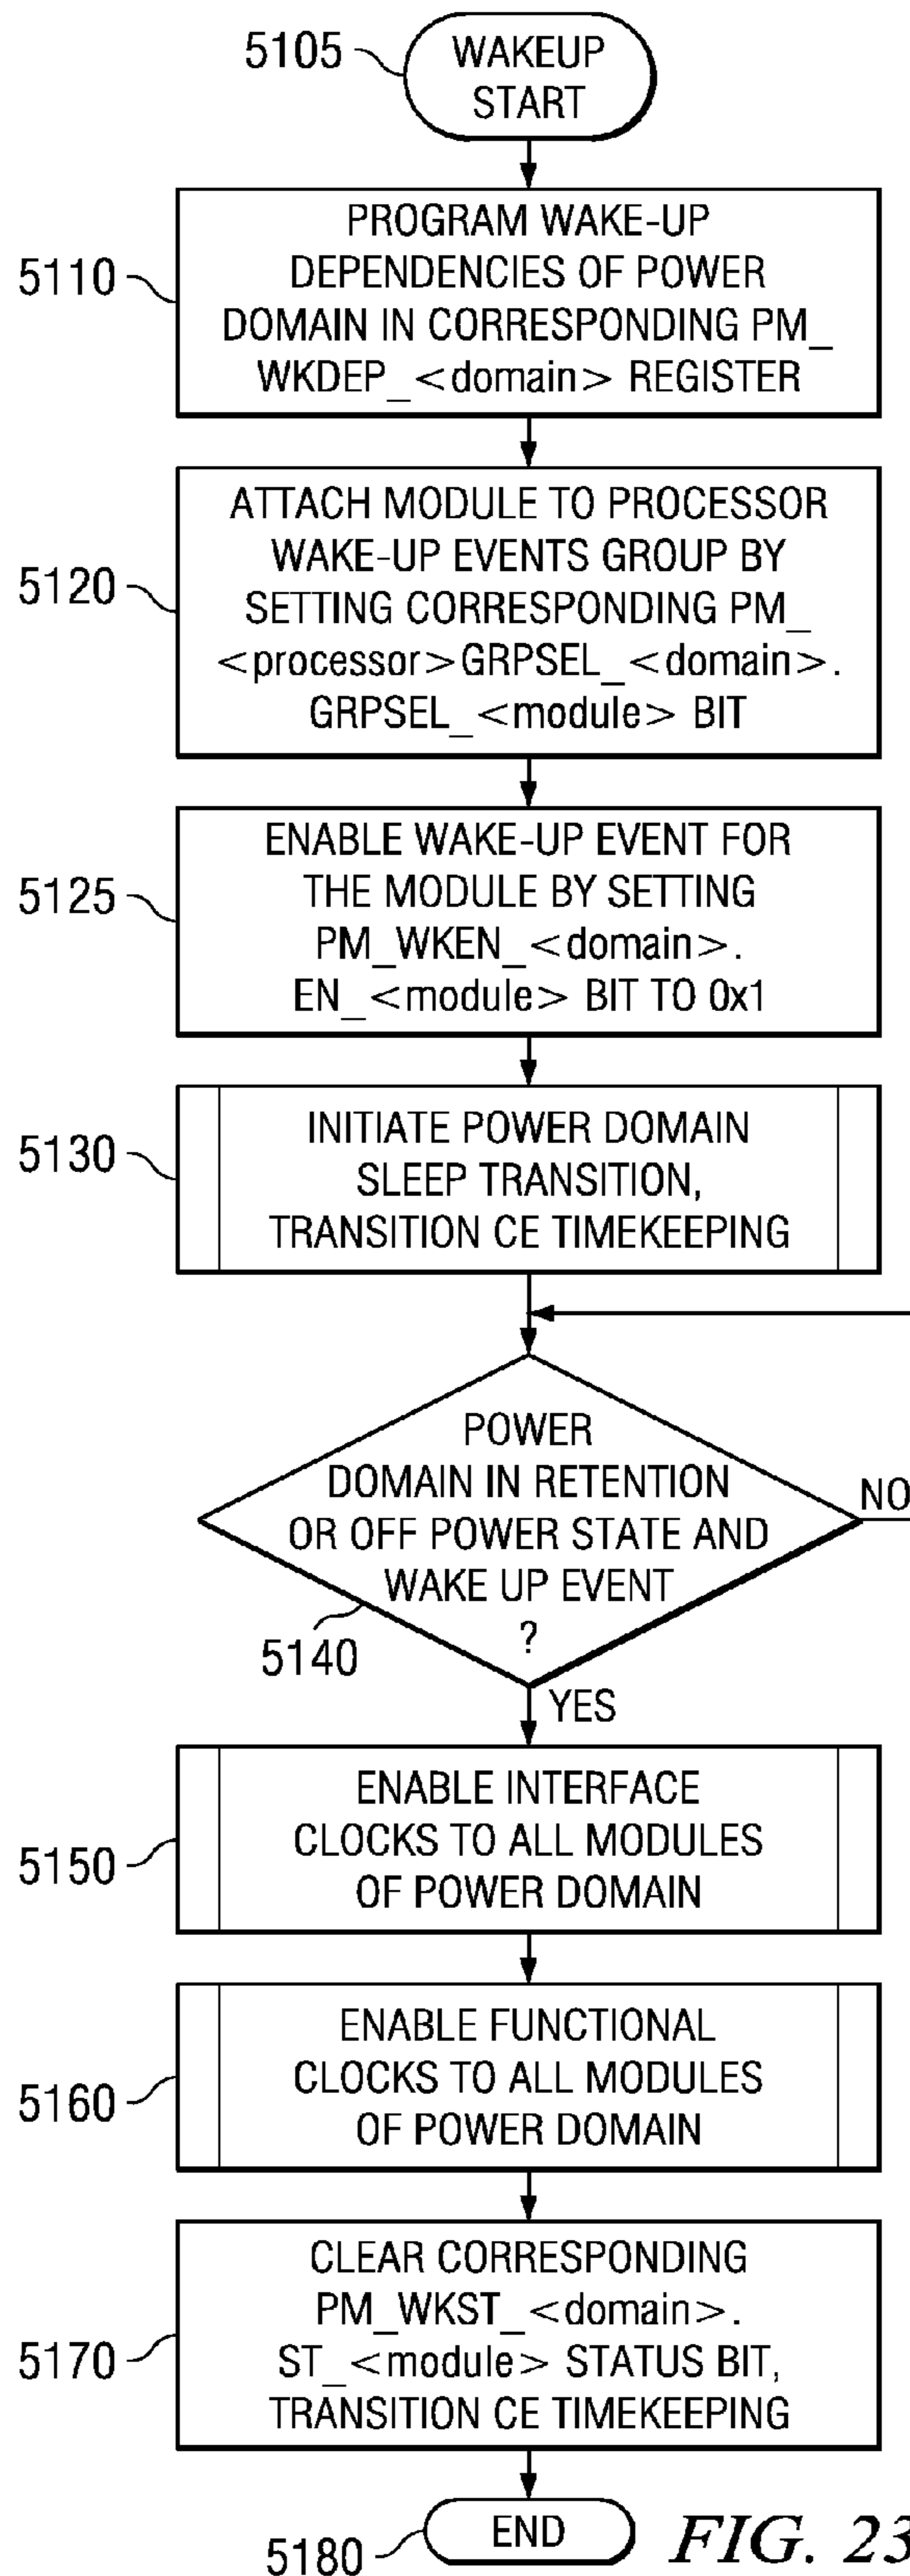 5105
WAKEUP
START
5110
PROGRAM WAKE-UP
DEPENDENCIES OF POWER
DOMAIN IN CORRESPONDING PM_
WKDEP_<domain> REGISTER
5120
ATTACH MODULE TO PROCESSOR
WAKE-UP EVENTS GROUP BY
SETTING CORRESPONDING PM_
<processor>GRPSEL_<domain>.
GRPSEL_<module> BIT
5125
ENABLE WAKE-UP EVENT FOR
THE MODULE BY SETTING
PM_WKEN_<domain>.
EN_<module> BIT TO 0x1
5130
INITIATE POWER DOMAIN
SLEEP TRANSITION,
TRANSITION CE TIMEKEEPING
POWER
DOMAIN IN RETENTION
OR OFF POWER STATE AND
WAKE UP EVENT
?
NO
5140
YES
5150
ENABLE INTERFACE
CLOCKS TO ALL MODULES
OF POWER DOMAIN
5160
ENABLE FUNCTIONAL
CLOCKS TO ALL MODULES
OF POWER DOMAIN
5170
CLEAR CORRESPONDING
PM_WKST_<domain>.
ST_<module> STATUS BIT,
TRANSITION CE TIMEKEEPING
5180
END
FIG. 23